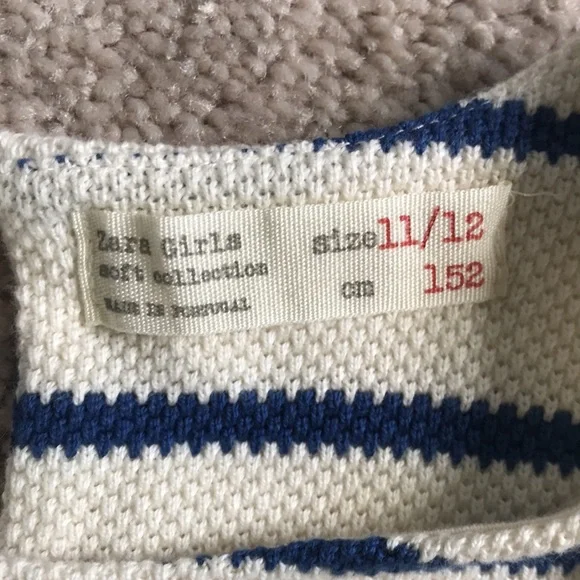 Zara Girls size 11/12
soft collection cm 152
MADE IN PORTUGAL